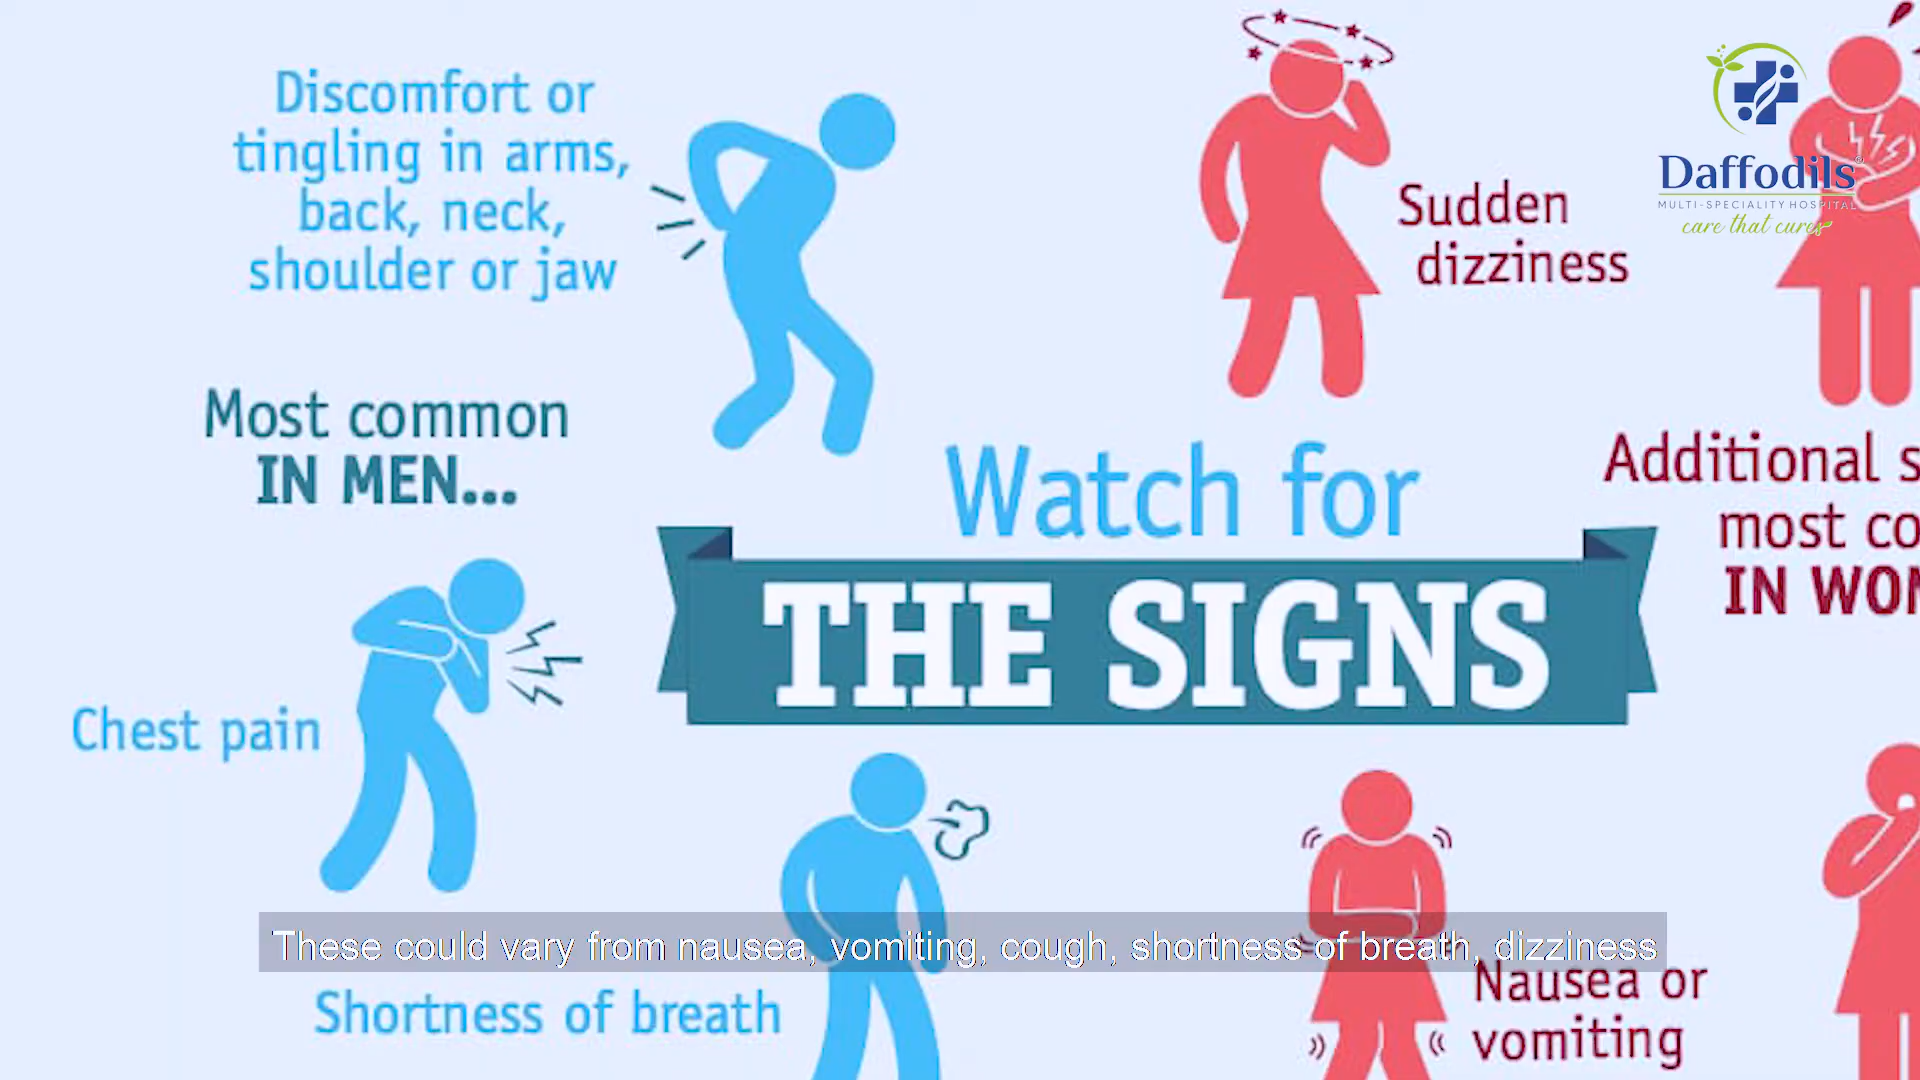 Discomfort or
tingling in arms,
back, neck,
shoulder or jaw
Most common
IN MEN...
Chest pain
Shortness of breath
Watch for
THE SIGNS
Sudden
dizziness
Additional s
most co
IN WOM
Nausea or
vomiting
Daffodils®
MULTI-SPECIALITY HOSPITAL
care that cures
These could vary from nausea, vomiting, cough, shortness of breath, dizziness